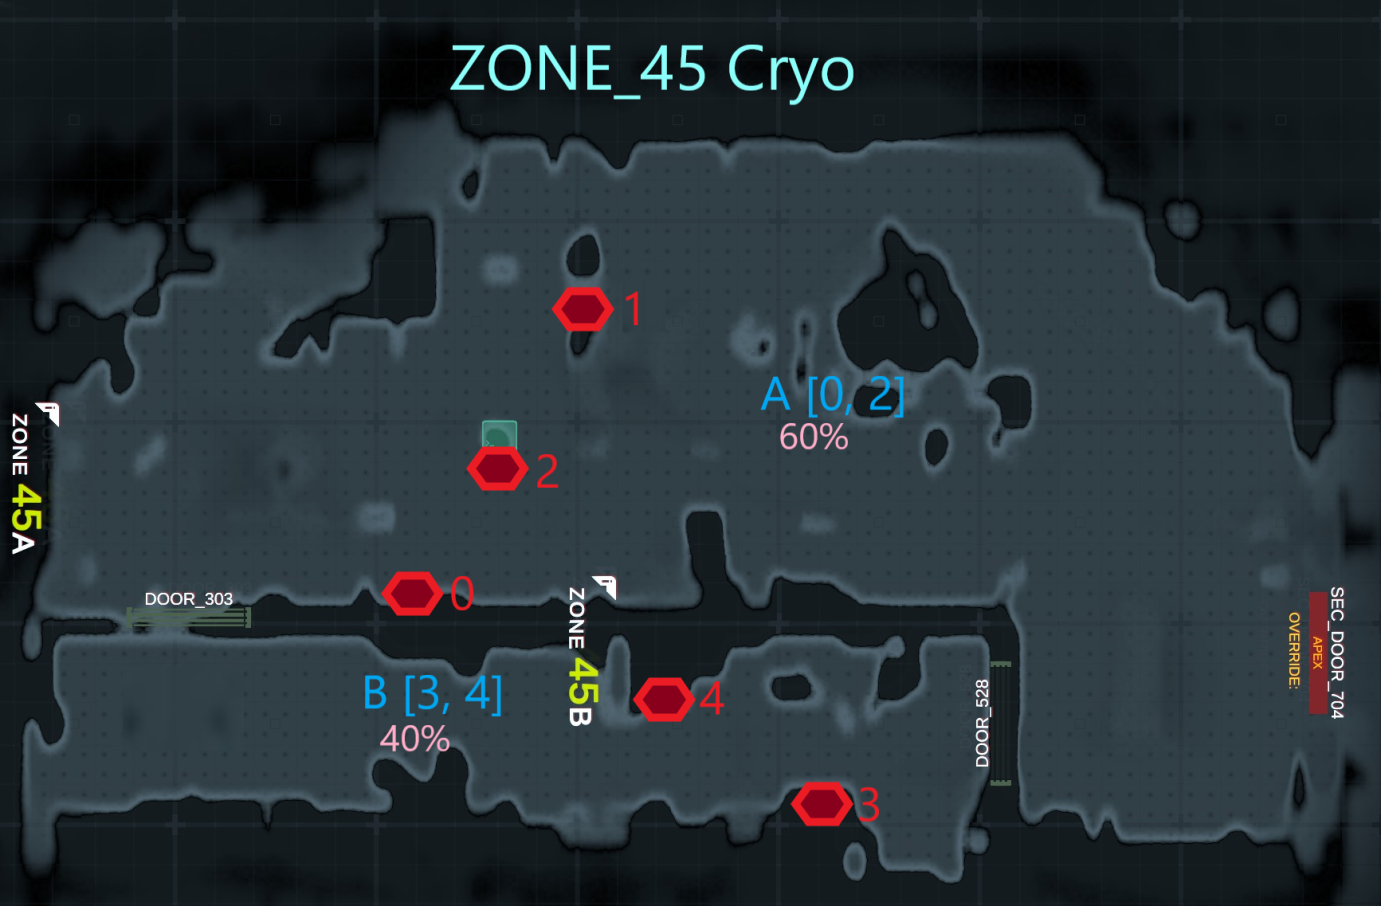 ZONE_45 Cryo
1
A [0, 2]
60%
ZONE 45A
2
DOOR_303
0
ZONE 45B
SEC_DOOR_704
APEX
OVERRIDE:
B [3, 4]
40%
4
DOOR_528
3